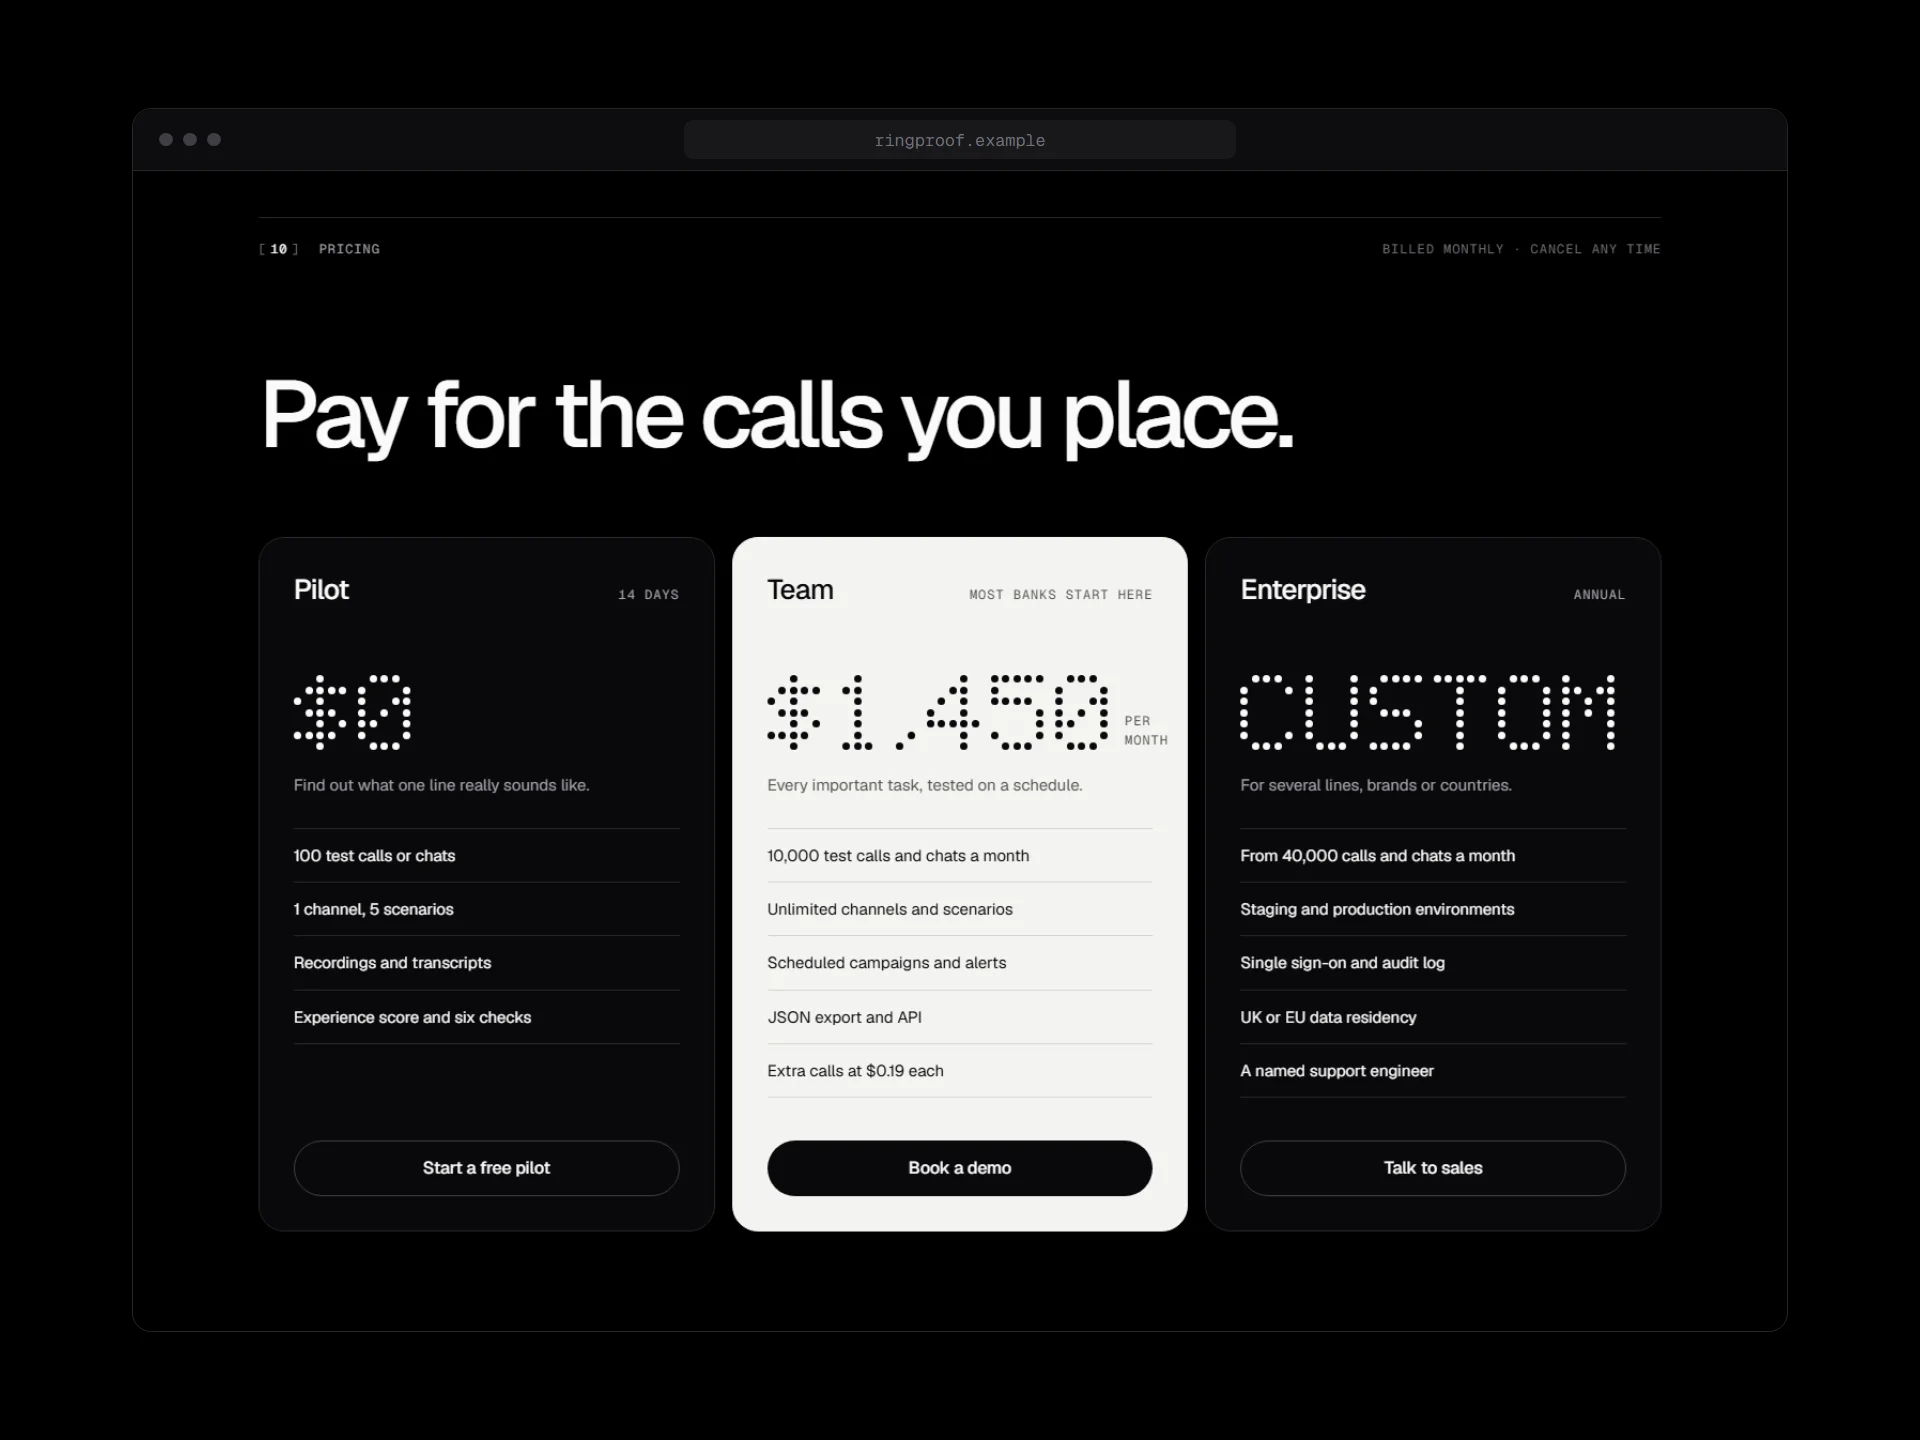 ringproof.example
[ 10 ] PRICING
BILLED MONTHLY · CANCEL ANY TIME
Pay for the calls you place.
Pilot
14 DAYS
$0
Find out what one line really sounds like.
100 test calls or chats
1 channel, 5 scenarios
Recordings and transcripts
Experience score and six checks
Start a free pilot
Team
MOST BANKS START HERE
$1,450
PER
MONTH
Every important task, tested on a schedule.
10,000 test calls and chats a month
Unlimited channels and scenarios
Scheduled campaigns and alerts
JSON export and API
Extra calls at $0.19 each
Book a demo
Enterprise
ANNUAL
CUSTOM
For several lines, brands or countries.
From 40,000 calls and chats a month
Staging and production environments
Single sign-on and audit log
UK or EU data residency
A named support engineer
Talk to sales